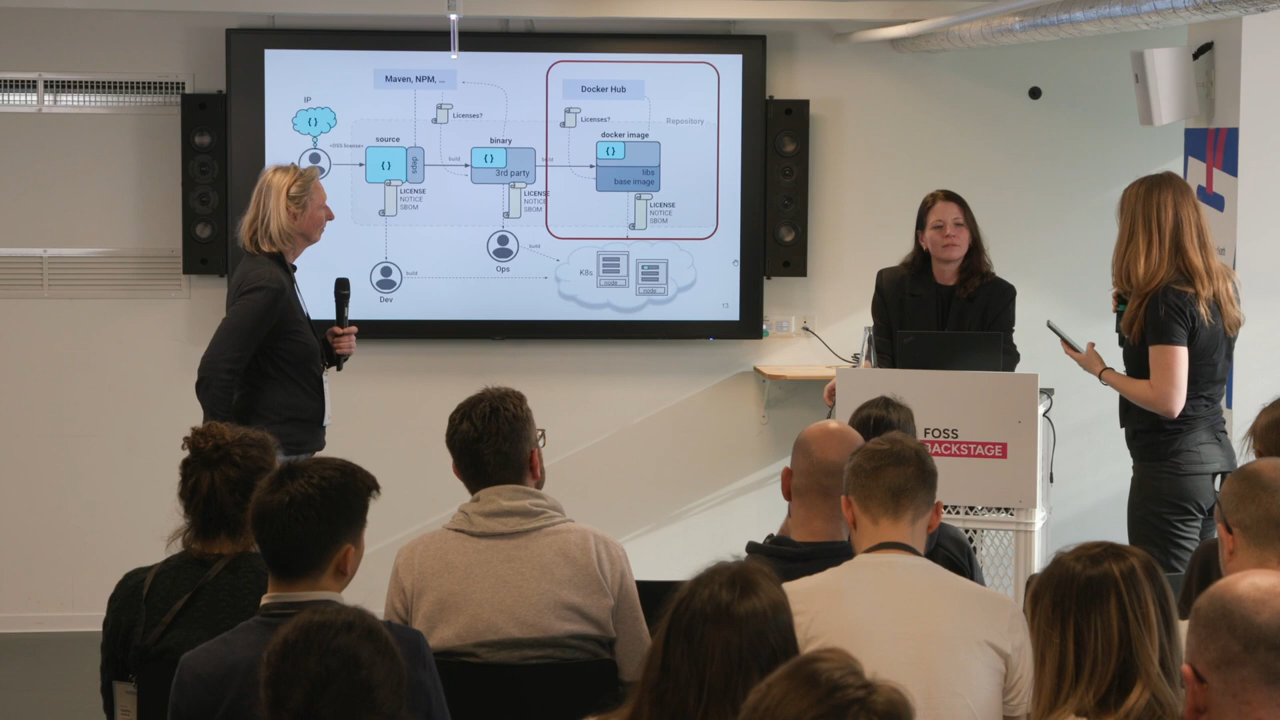 Maven, NPM, ...
Docker Hub
IP
Licenses?
Licenses?
Repository
source
binary
docker image
<OSS license>
deps
build
3rd party
build
libs
base image
LICENSE
NOTICE
SBOM
LICENSE
NOTICE
SBOM
LICENSE
NOTICE
SBOM
Ops
build
K8s
node
node
build
Dev
13
FOSS
BACKSTAGE